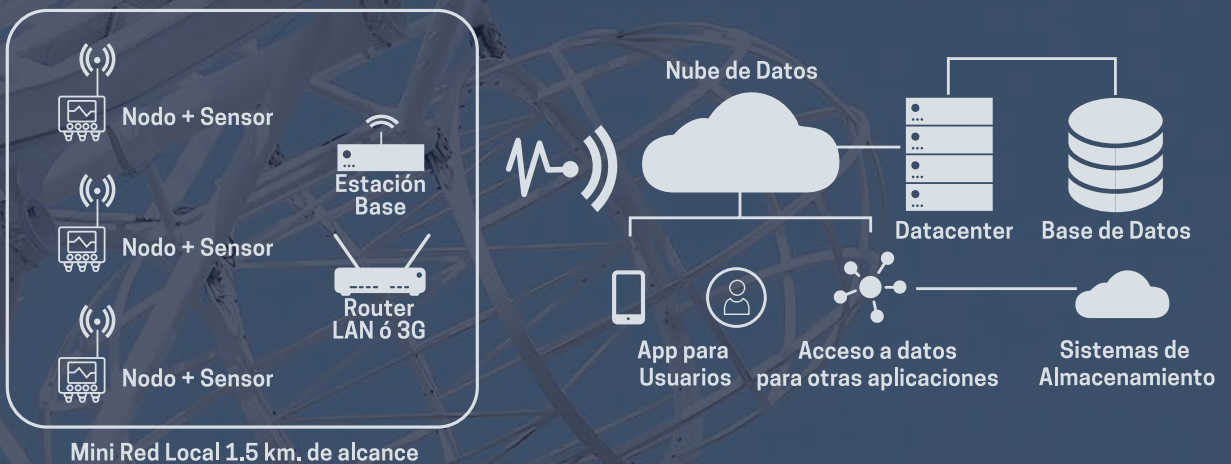 Nodo + Sensor
Nodo + Sensor
Nodo + Sensor
Estación
Base
Router
LAN ó 3G
Mini Red Local 1.5 km. de alcance
Nube de Datos
Datacenter
Base de Datos
App para
Usuarios
Acceso a datos
para otras aplicaciones
Sistemas de
Almacenamiento